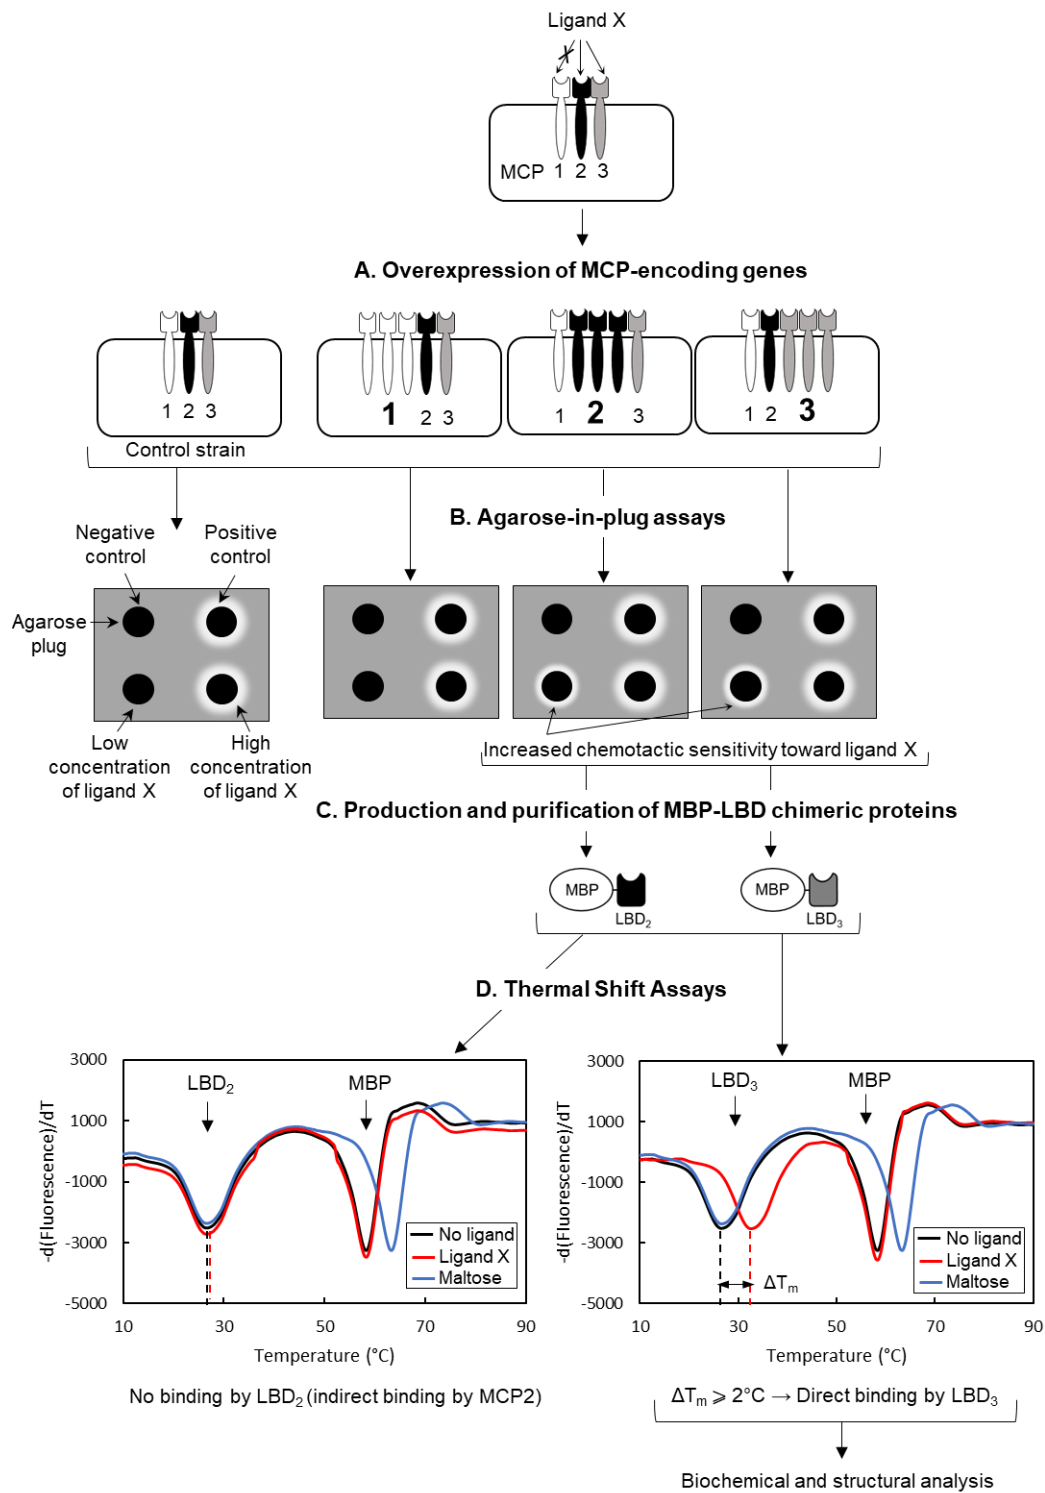 Ligand X
X
MCP 1 2 3
A. Overexpression of MCP-encoding genes
1 2 3
1 2 3
1 2 3
1 2 3
Control strain
B. Agarose-in-plug assays
Negative
control
Positive
control
Agarose
plug
Low
concentration
of ligand X
High
concentration
of ligand X
Increased chemotactic sensitivity toward ligand X
C. Production and purification of MBP-LBD chimeric proteins
MBP
LBD2
MBP
LBD3
D. Thermal Shift Assays
-d(Fluorescence)/dT
3000
1000
-1000
-3000
-5000
LBD2
MBP
No ligand
Ligand X
Maltose
10 30 50 70 90
Temperature (°C)
No binding by LBD2 (indirect binding by MCP2)
-d(Fluorescence)/dT
3000
1000
-1000
-3000
-5000
LBD3
MBP
No ligand
Ligand X
Maltose
ΔTm
10 30 50 70 90
Temperature (°C)
ΔTm ⩾ 2°C → Direct binding by LBD3
Biochemical and structural analysis